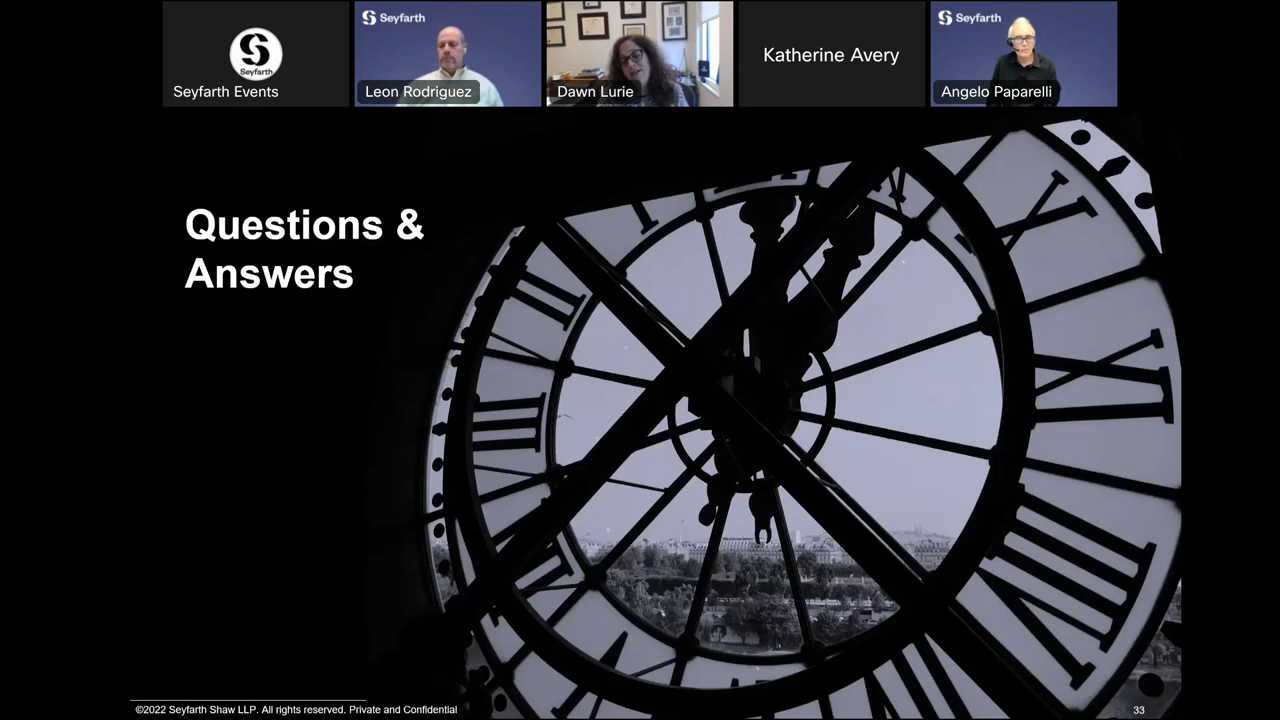 Seyfarth
Seyfarth Events
Seyfarth
Leon Rodriguez
Dawn Lurie
Katherine Avery
Seyfarth
Angelo Paparelli
Questions &
Answers
©2022 Seyfarth Shaw LLP. All rights reserved. Private and Confidential
33